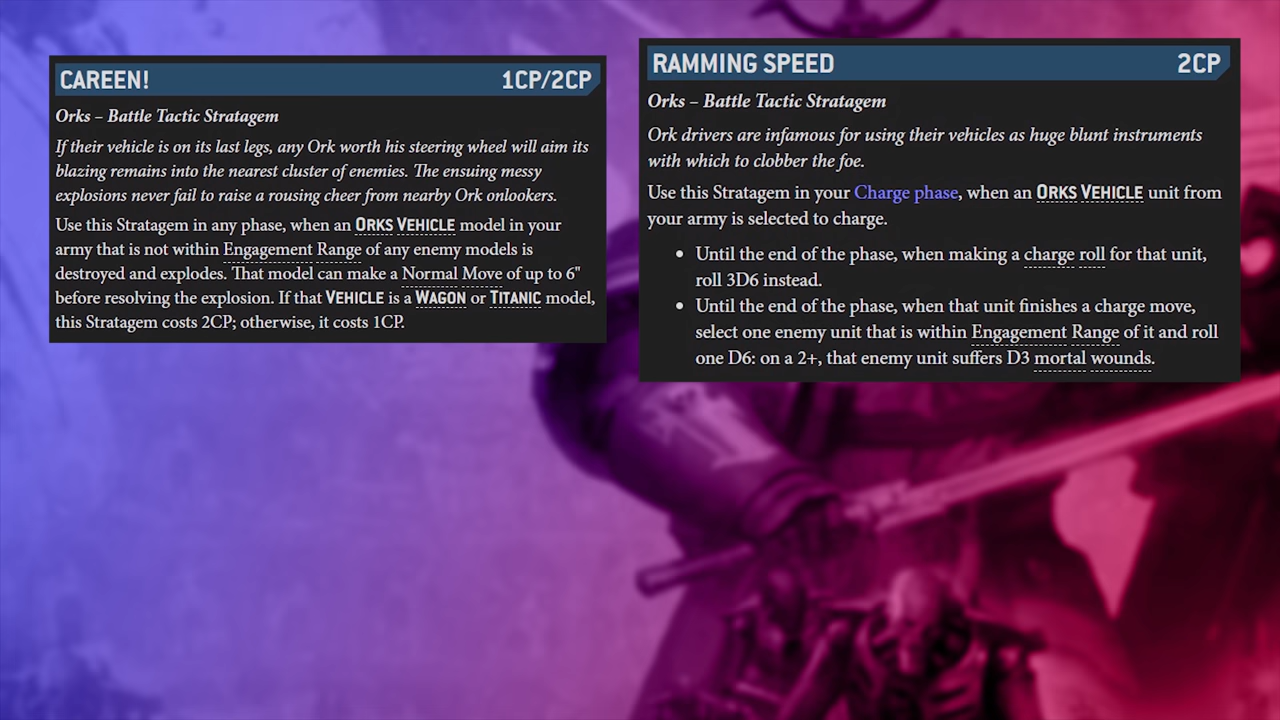 CAREEN! 1CP/2CP
Orks – Battle Tactic Stratagem
If their vehicle is on its last legs, any Ork worth his steering wheel will aim its
blazing remains into the nearest cluster of enemies. The ensuing messy
explosions never fail to raise a rousing cheer from nearby Ork onlookers.
Use this Stratagem in any phase, when an ORKS VEHICLE model in your
army that is not within Engagement Range of any enemy models is
destroyed and explodes. That model can make a Normal Move of up to 6"
before resolving the explosion. If that VEHICLE is a WAGON or TITANIC model,
this Stratagem costs 2CP; otherwise, it costs 1CP.
RAMMING SPEED 2CP
Orks – Battle Tactic Stratagem
Ork drivers are infamous for using their vehicles as huge blunt instruments
with which to clobber the foe.
Use this Stratagem in your Charge phase, when an ORKS VEHICLE unit from
your army is selected to charge.
• Until the end of the phase, when making a charge roll for that unit,
roll 3D6 instead.
• Until the end of the phase, when that unit finishes a charge move,
select one enemy unit that is within Engagement Range of it and roll
one D6: on a 2+, that enemy unit suffers D3 mortal wounds.